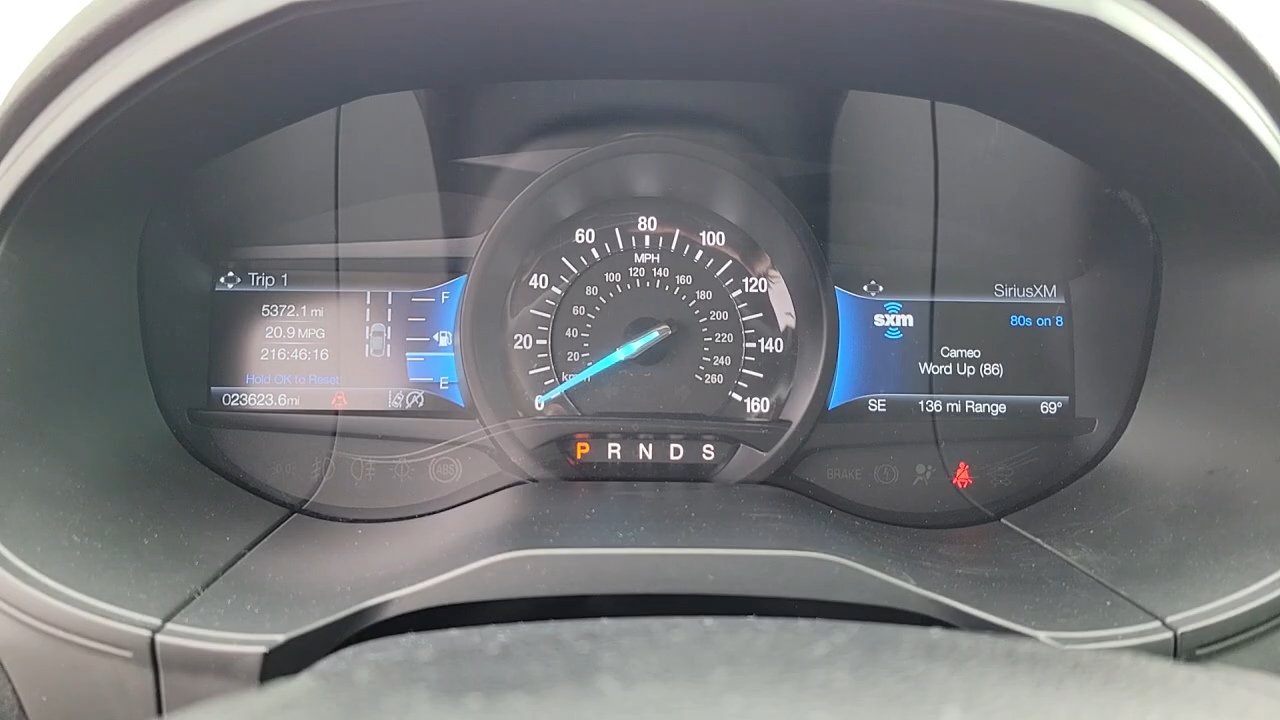 Trip 1
5372.1 mi
20.9 MPG
216:46:16
Hold OK to Reset
023623.6mi
F
E
0
20
40
60
80
100
120
140
160
MPH
20
40
60
80
100
120
140
160
180
200
220
240
260
P R N D S
SiriusXM
sxm
80s on 8
Cameo
Word Up (86)
SE 136 mi Range 69°
ABS
BRAKE